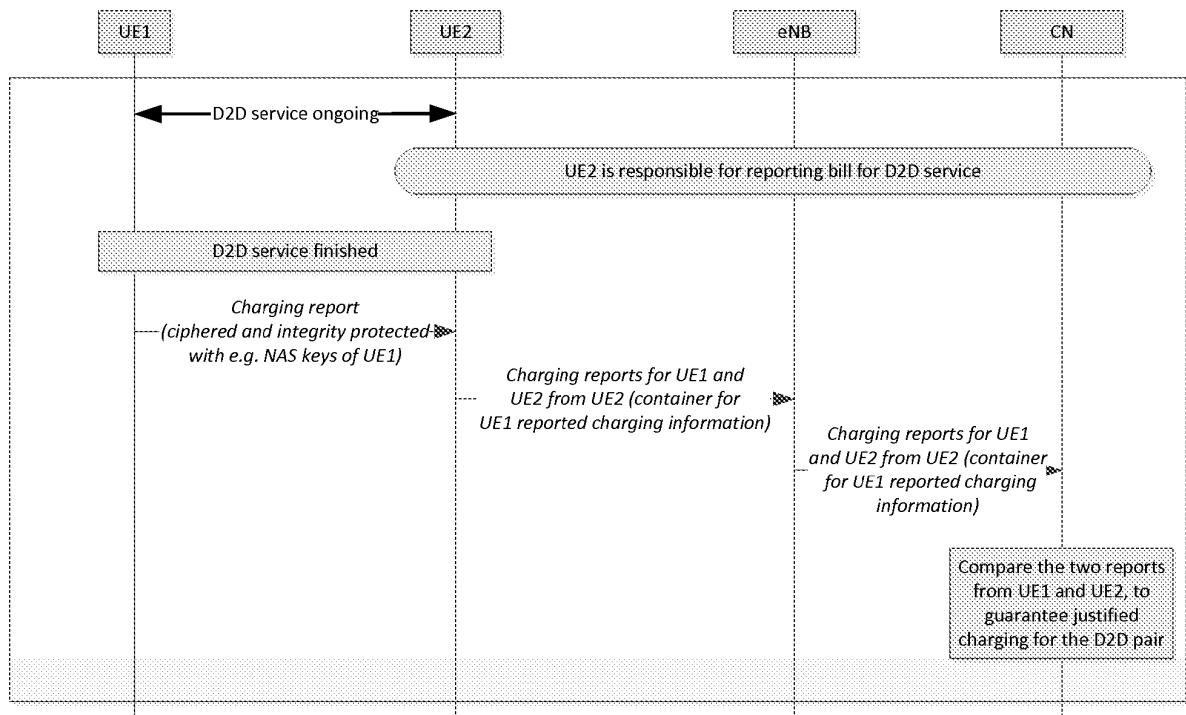 UE1
UE2
eNB
CN
D2D service ongoing
UE2 is responsible for reporting bill for D2D service
D2D service finished
Charging report
(ciphered and integrity protected
with e.g. NAS keys of UE1)
Charging reports for UE1 and
UE2 from UE2 (container for
UE1 reported charging information)
Charging reports for UE1
and UE2 from UE2 (container
for UE1 reported charging
information)
Compare the two reports
from UE1 and UE2, to
guarantee justified
charging for the D2D pair